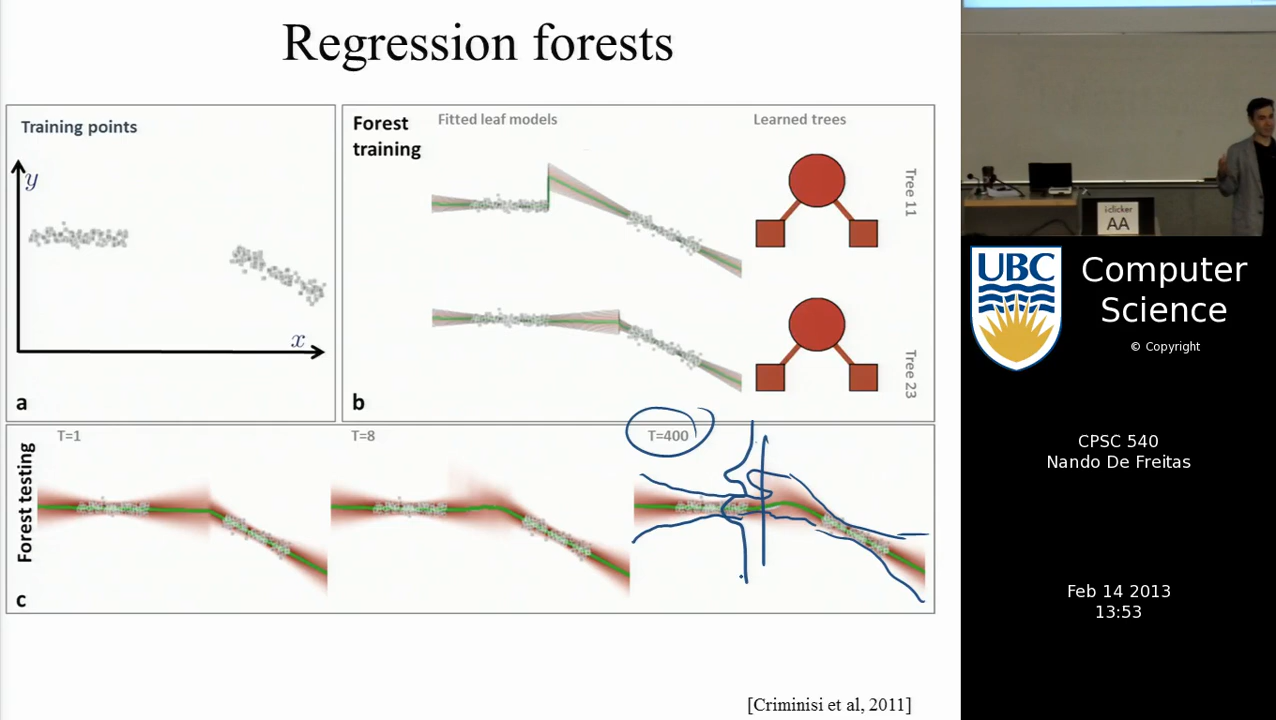 Regression forests
Training points
y
x
a
Forest
training
Fitted leaf models
Learned trees
Tree 11
Tree 23
b
T=1
T=8
T=400
Forest testing
c
[Criminisi et al, 2011]
i-clicker
AA
UBC
Computer
Science
© Copyright
CPSC 540
Nando De Freitas
Feb 14 2013
13:53